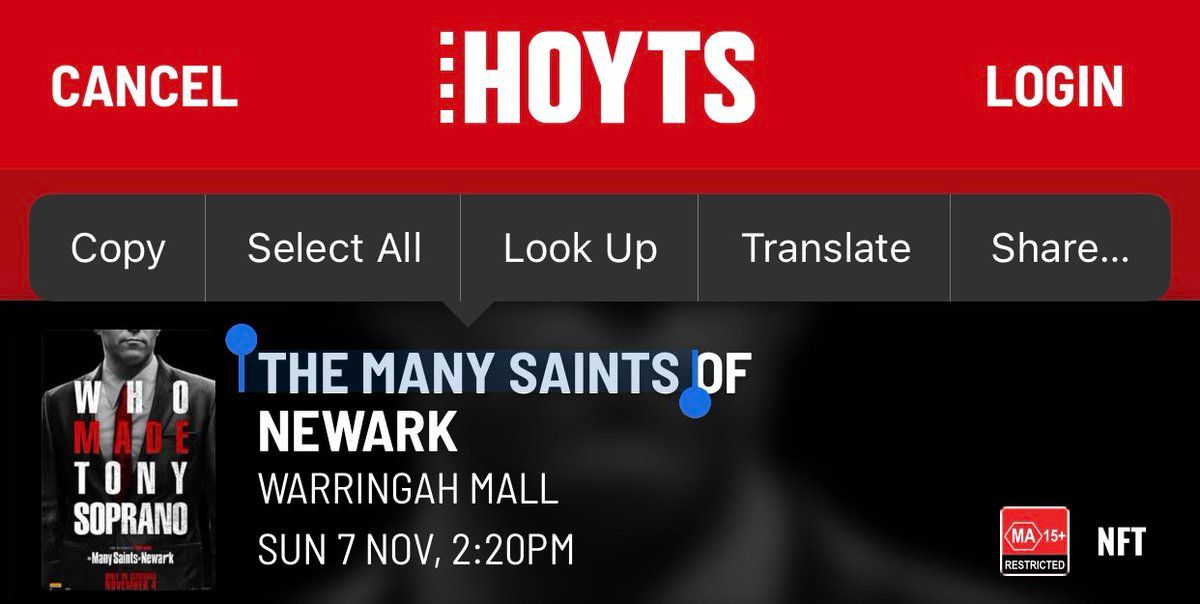 CANCEL
HOYTS
LOGIN
Copy
Select All
Look Up
Translate
Share...
THE MANY SAINTS OF
NEWARK
WARRINGAH MALL
SUN 7 NOV, 2:20PM
MA 15+
RESTRICTED
NFT
WHO
MADE
TONY
SOPRANO
Many Saints of Newark
ONLY IN CINEMAS
NOVEMBER 4